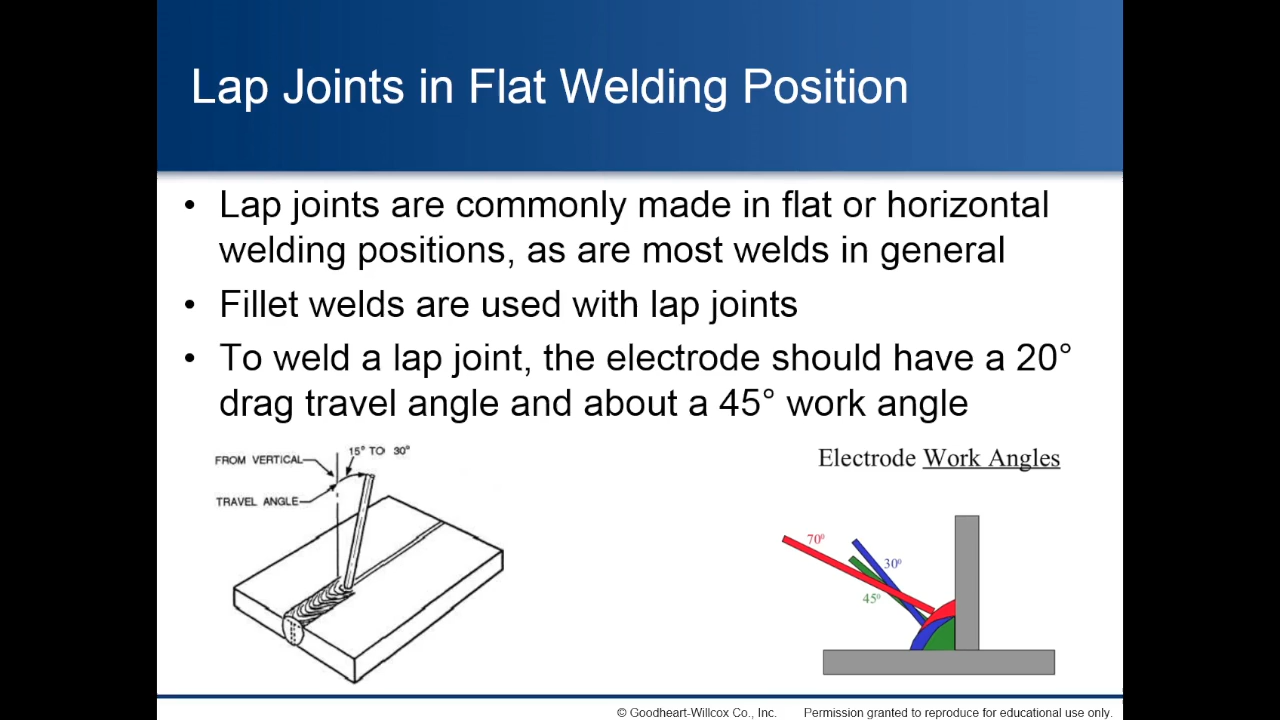 Lap Joints in Flat Welding Position
• Lap joints are commonly made in flat or horizontal
welding positions, as are most welds in general
• Fillet welds are used with lap joints
• To weld a lap joint, the electrode should have a 20°
drag travel angle and about a 45° work angle
FROM VERTICAL
15° TO 30°
TRAVEL ANGLE
Electrode Work Angles
70⁰
30⁰
45⁰
© Goodheart-Willcox Co., Inc. Permission granted to reproduce for educational use only.